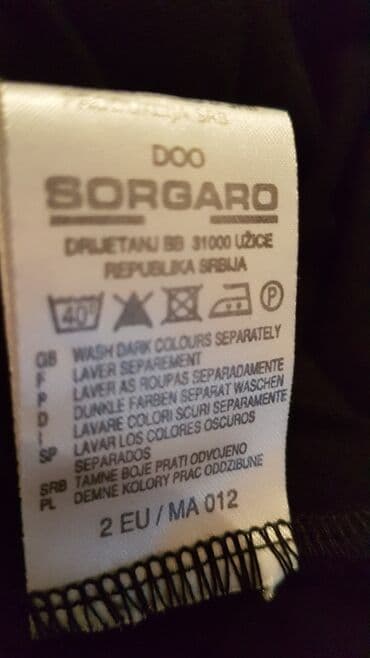 DOO
SORGARO
DRIJETANJ BB 31000 UŽICE
REPUBLIKA SRBIJA
40° P
GB WASH DARK COLOURS SEPARATELY
F LAVER SEPAREMENT
P LAVER AS ROUPAS SEPARADAMENTE
D DUNKLE FARBEN SEPARAT WASCHEN
I LAVARE COLORI SCURI SEPARAMENTE
SP LAVAR LOS COLORES OSCUROS
SEPARADOS
SRB TAMNE BOJE PRATI ODVOJENO
PL DEMNE KOLORY PRAC ODDZIBUNE
2 EU / MA 012